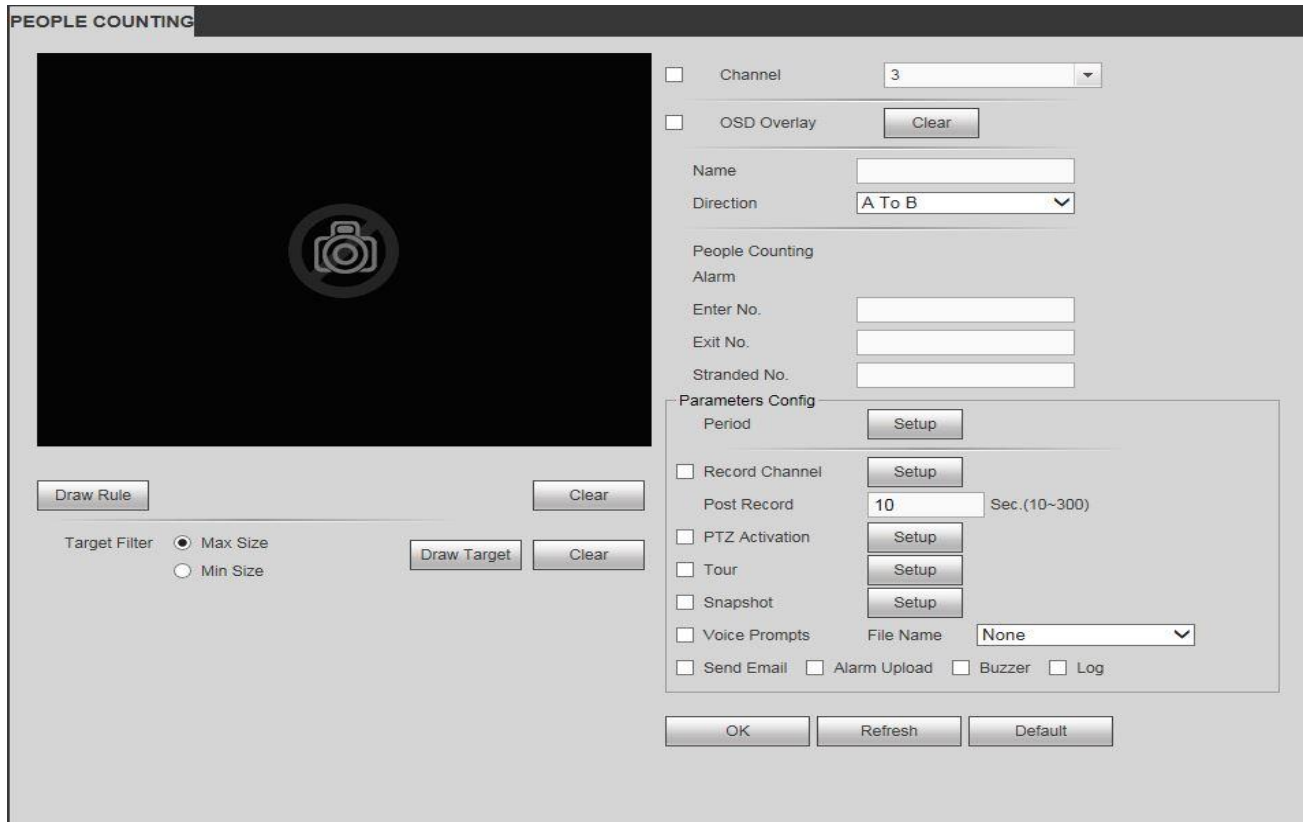 PEOPLE COUNTING
Channel 3
OSD Overlay Clear
Name
Direction A To B
People Counting
Alarm
Enter No.
Exit No.
Stranded No.
Parameters Config
Period Setup
Record Channel Setup
Post Record 10 Sec.(10~300)
PTZ Activation Setup
Tour Setup
Snapshot Setup
Voice Prompts File Name None
Send Email Alarm Upload Buzzer Log
OK Refresh Default
Draw Rule Clear
Target Filter Max Size Draw Target Clear
Min Size